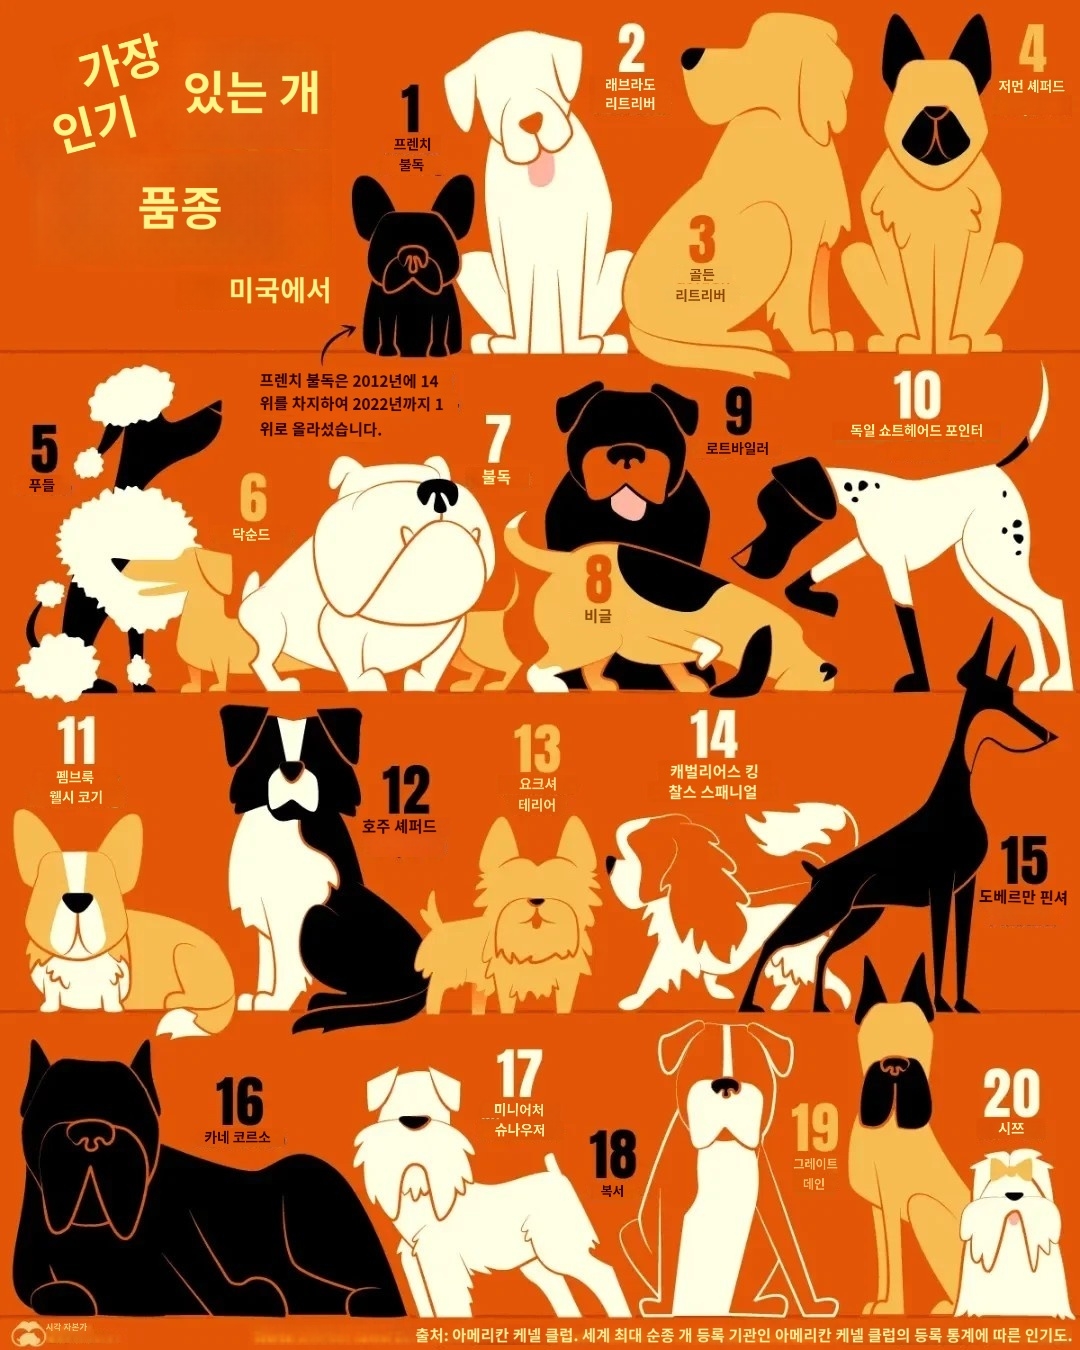 가장
인기
있는 개
품종
미국에서
1
프렌치
불독
2
래브라도
리트리버
3
골든
리트리버
4
저먼 셰퍼드
프렌치 불독은 2012년에 14
위를 차지하여 2022년까지 1
위로 올라섰습니다.
5
푸들
6
닥순드
7
불독
8
비글
9
로트바일러
10
독일 쇼트헤어드 포인터
11
펨브룩
웰시 코기
12
호주 셰퍼드
13
요크셔
테리어
14
캐벌리어스 킹
찰스 스패니얼
15
도베르만 핀셔
16
카네 코르소
17
미니어처
슈나우저
18
복서
19
그레이트
데인
20
시쯔
시각 자본가
출처: 아메리칸 케넬 클럽. 세계 최대 순종 개 등록 기관인 아메리칸 케넬 클럽의 등록 통계에 따른 인기도.